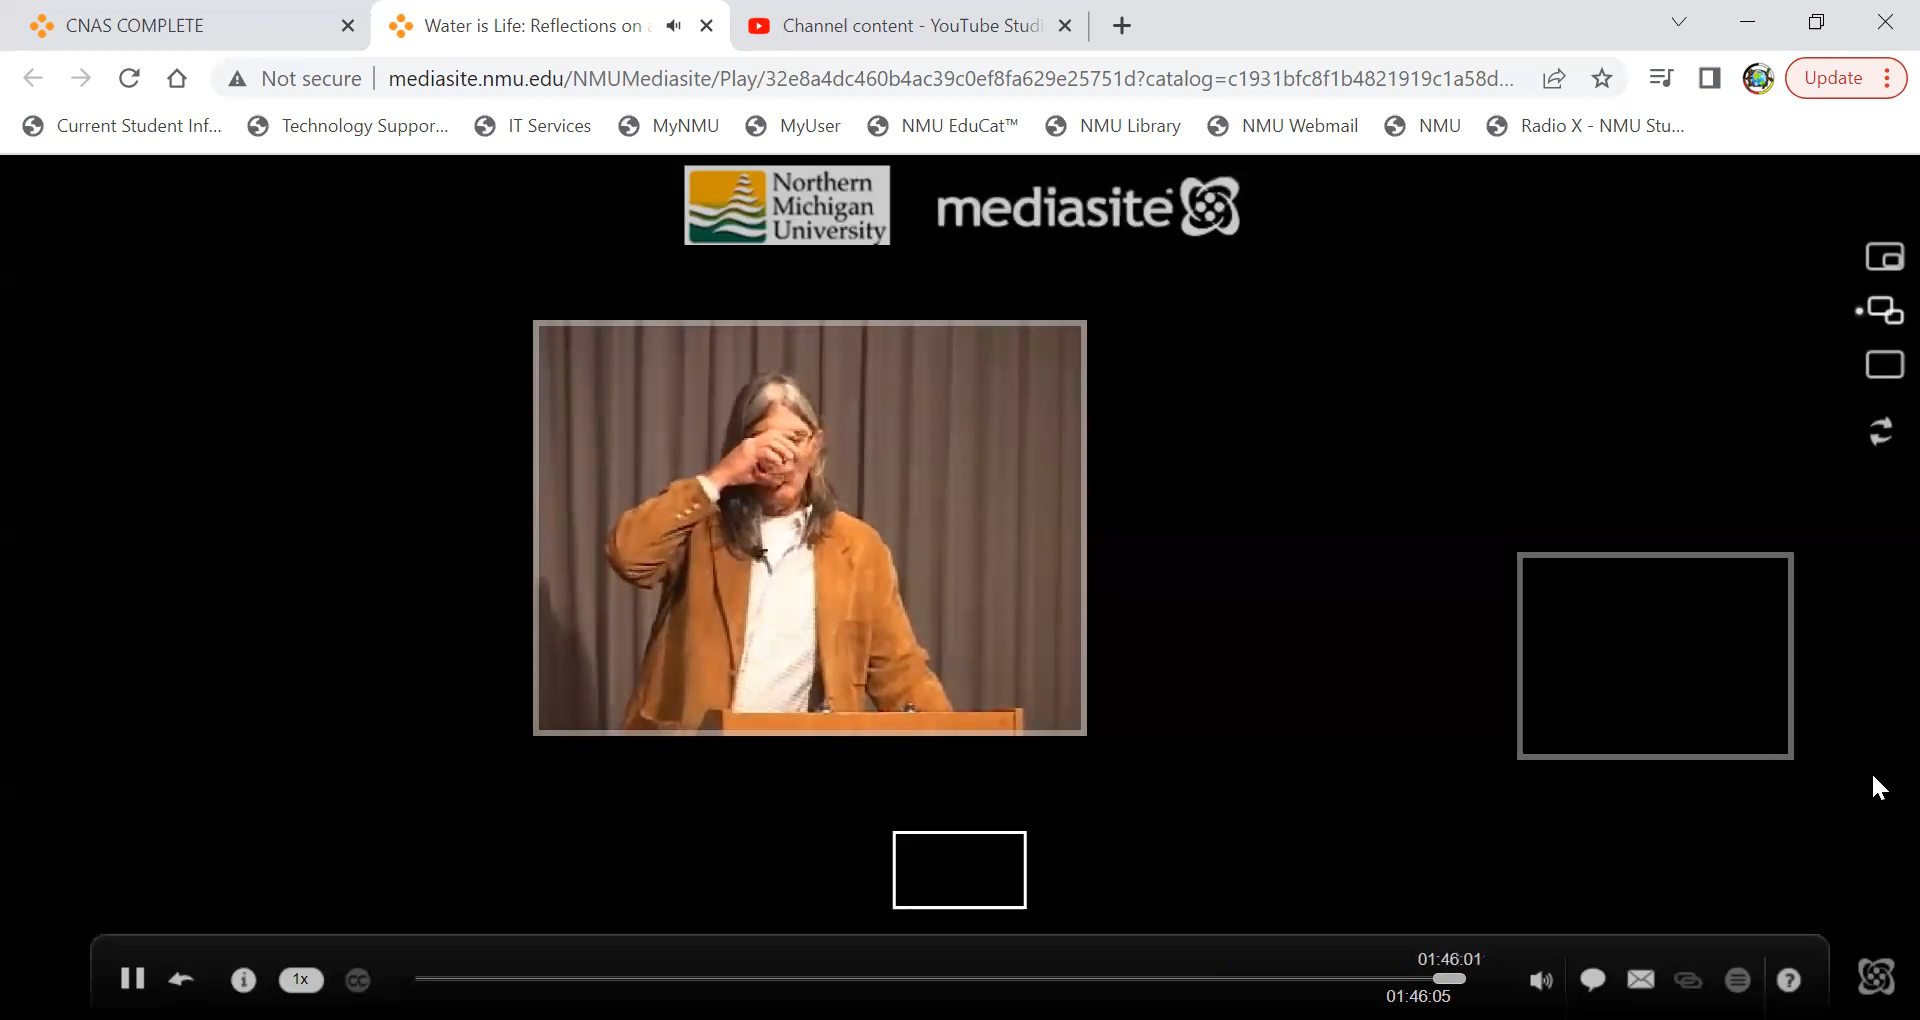 CNAS COMPLETE
Water is Life: Reflections on a
Channel content - YouTube Studi
Not secure
mediasite.nmu.edu/NMUMediasite/Play/32e8a4dc460b4ac39c0ef8fa629e25751d?catalog=c1931bfc8f1b4821919c1a58d...
Update
Current Student Inf...
Technology Suppor...
IT Services
MyNMU
MyUser
NMU EduCat™
NMU Library
NMU Webmail
NMU
Radio X - NMU Stu...
Northern
Michigan
University
mediasite
01:46:01
1x
CC
01:46:05